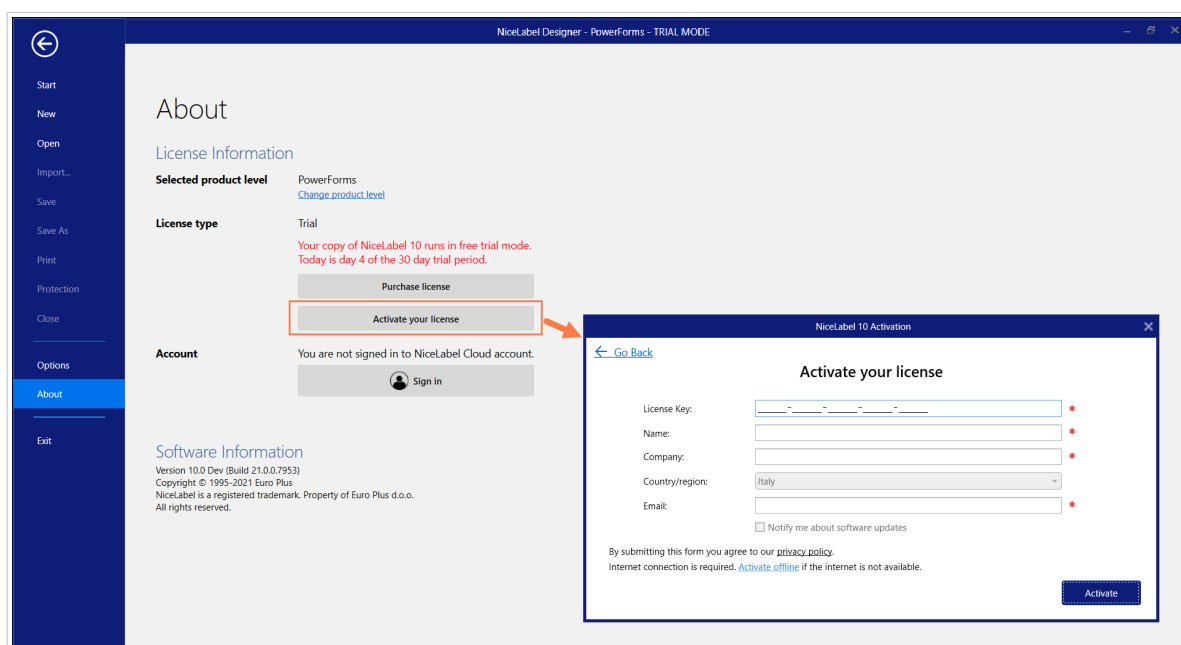 NiceLabel Designer - PowerForms - TRIAL MODE
Start
New
Open
Import...
Save
Save As
Print
Protection
Close
Options
About
Exit
About
License Information
Selected product level PowerForms
Change product level
License type Trial
Your copy of NiceLabel 10 runs in free trial mode.
Today is day 4 of the 30 day trial period.
Purchase license
Activate your license
Account You are not signed in to NiceLabel Cloud account.
Sign in
Software Information
Version 10.0 Dev (Build 21.0.0.7953)
Copyright © 1995-2021 Euro Plus
NiceLabel is a registered trademark. Property of Euro Plus d.o.o.
All rights reserved.
NiceLabel 10 Activation
Go Back
Activate your license
License Key: _____-_____-_____-_____-_____ *
Name: *
Company: *
Country/region: Italy
Email: *
Notify me about software updates
By submitting this form you agree to our privacy policy.
Internet connection is required. Activate offline if the internet is not available.
Activate